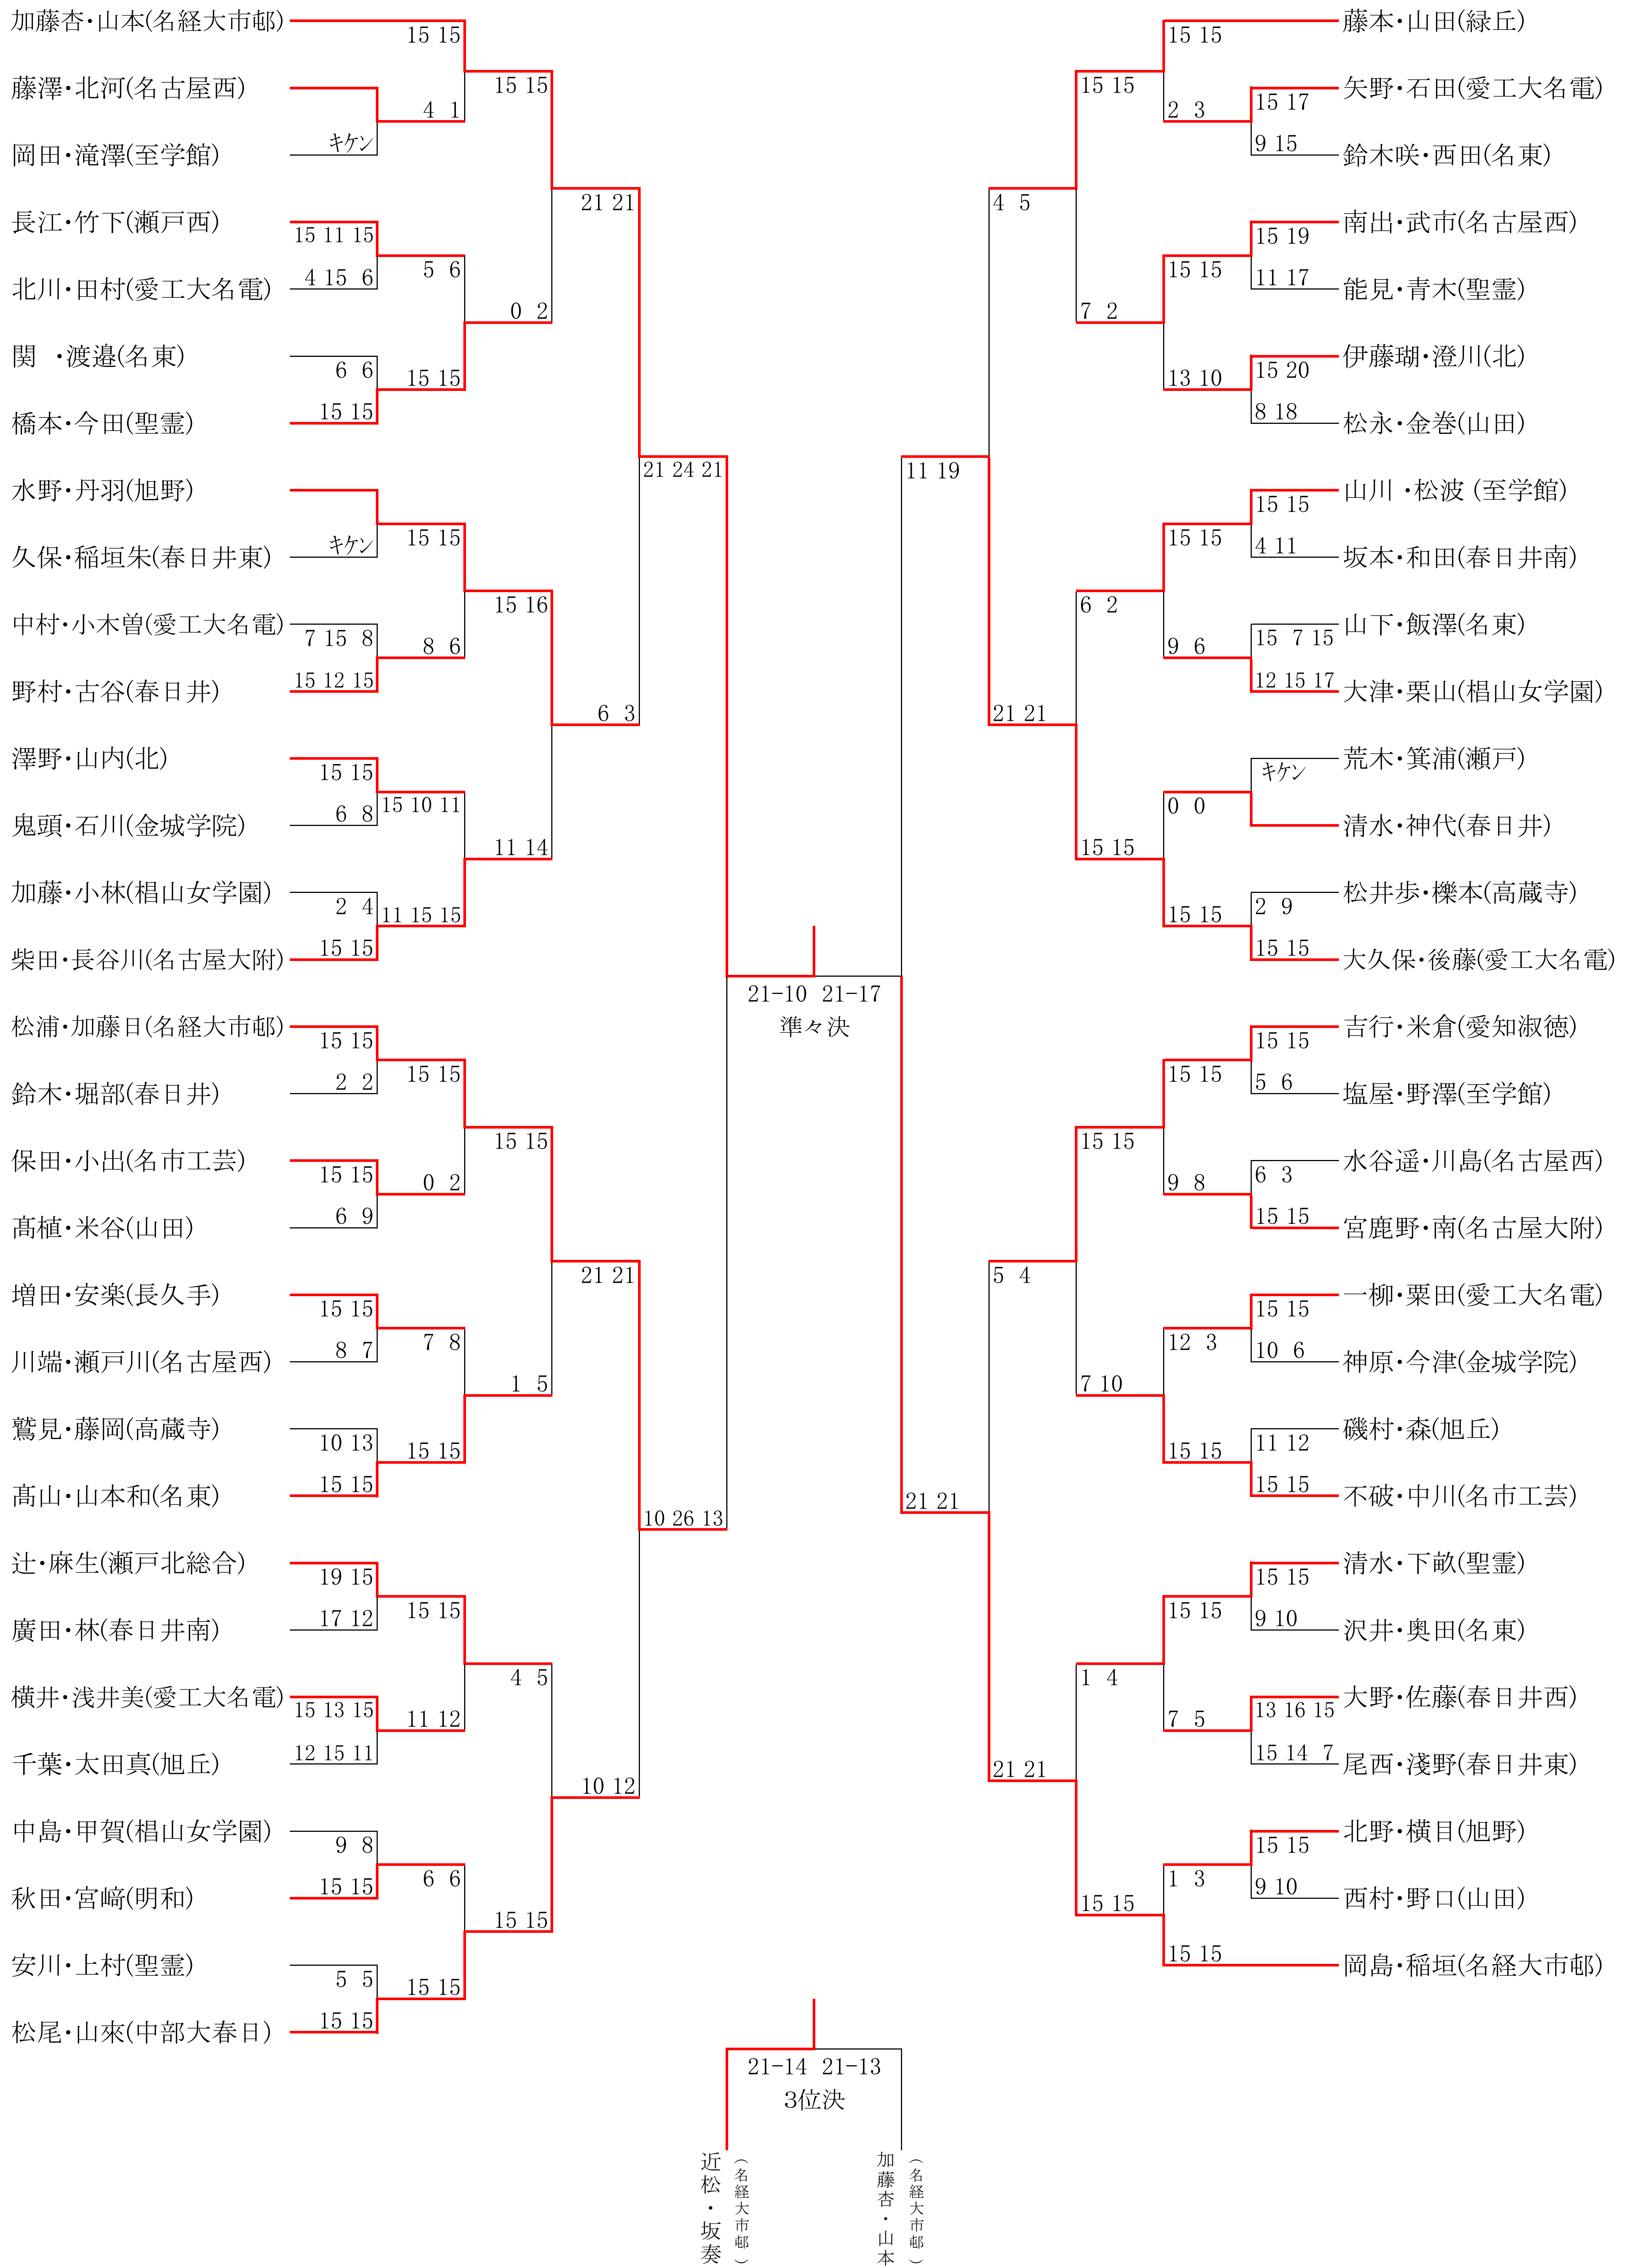 加藤杏・山本(名経大市邨)
15 15
藤澤・北河(名古屋西)
15 15
4 1
岡田・滝澤(至学館)
キケン
21 21
長江・竹下(瀬戸西)
15 11 15
5 6
北川・田村(愛工大名電)
4 15 6
0 2
関　・渡邉(名東)
6 6
15 15
橋本・今田(聖霊)
15 15
21 24 21
水野・丹羽(旭野)
久保・稲垣朱(春日井東)
キケン
15 15
15 16
中村・小木曽(愛工大名電)
7 15 8
8 6
野村・古谷(春日井)
15 12 15
6 3
澤野・山内(北)
15 15
鬼頭・石川(金城学院)
6 8
15 10 11
11 14
加藤・小林(椙山女学園)
2 4
11 15 15
柴田・長谷川(名古屋大附)
15 15
松浦・加藤日(名経大市邨)
15 15
鈴木・堀部(春日井)
2 2
15 15
15 15
保田・小出(名市工芸)
15 15
0 2
髙植・米谷(山田)
6 9
21 21
増田・安楽(長久手)
15 15
川端・瀬戸川(名古屋西)
8 7
7 8
1 5
鷲見・藤岡(高蔵寺)
10 13
15 15
髙山・山本和(名東)
15 15
10 26 13
辻・麻生(瀬戸北総合)
19 15
廣田・林(春日井南)
17 12
15 15
4 5
横井・浅井美(愛工大名電)
15 13 15
11 12
千葉・太田真(旭丘)
12 15 11
10 12
中島・甲賀(椙山女学園)
9 8
秋田・宮﨑(明和)
15 15
6 6
15 15
安川・上村(聖霊)
5 5
15 15
松尾・山來(中部大春日)
15 15
藤本・山田(緑丘)
15 15
矢野・石田(愛工大名電)
15 15
2 3
15 17
鈴木咲・西田(名東)
9 15
4 5
南出・武市(名古屋西)
15 19
15 15
能見・青木(聖霊)
11 17
7 2
伊藤瑚・澄川(北)
15 20
13 10
松永・金巻(山田)
8 18
11 19
山川 ・松波 (至学館)
15 15
15 15
坂本・和田(春日井南)
4 11
6 2
山下・飯澤(名東)
15 7 15
9 6
大津・栗山(椙山女学園)
12 15 17
21 21
荒木・箕浦(瀬戸)
キケン
0 0
清水・神代(春日井)
15 15
松井歩・櫟本(高蔵寺)
2 9
15 15
大久保・後藤(愛工大名電)
15 15
21-10 21-17
準々決
吉行・米倉(愛知淑徳)
15 15
15 15
塩屋・野澤(至学館)
5 6
15 15
水谷遥・川島(名古屋西)
6 3
9 8
宮鹿野・南(名古屋大附)
15 15
5 4
一柳・粟田(愛工大名電)
15 15
12 3
神原・今津(金城学院)
10 6
7 10
磯村・森(旭丘)
11 12
15 15
不破・中川(名市工芸)
15 15
21 21
清水・下畝(聖霊)
15 15
15 15
沢井・奥田(名東)
9 10
1 4
大野・佐藤(春日井西)
13 16 15
7 5
尾西・淺野(春日井東)
15 14 7
21 21
北野・横目(旭野)
15 15
1 3
西村・野口(山田)
9 10
15 15
岡島・稲垣(名経大市邨)
15 15
21-14 21-13
3位決
近松・坂奏
(名経大市邨)
加藤杏・山本
(名経大市邨)